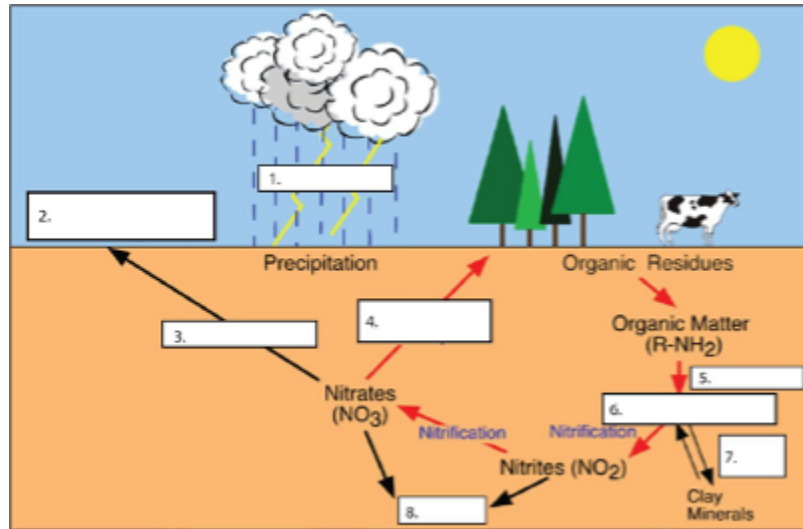 1.
2.
Precipitation
Organic Residues
3.
4.
Organic Matter
(R-NH2)
5.
Nitrates
(NO3)
6.
Nitrification
Nitrification
7.
Nitrites (NO2)
Clay
Minerals
8.